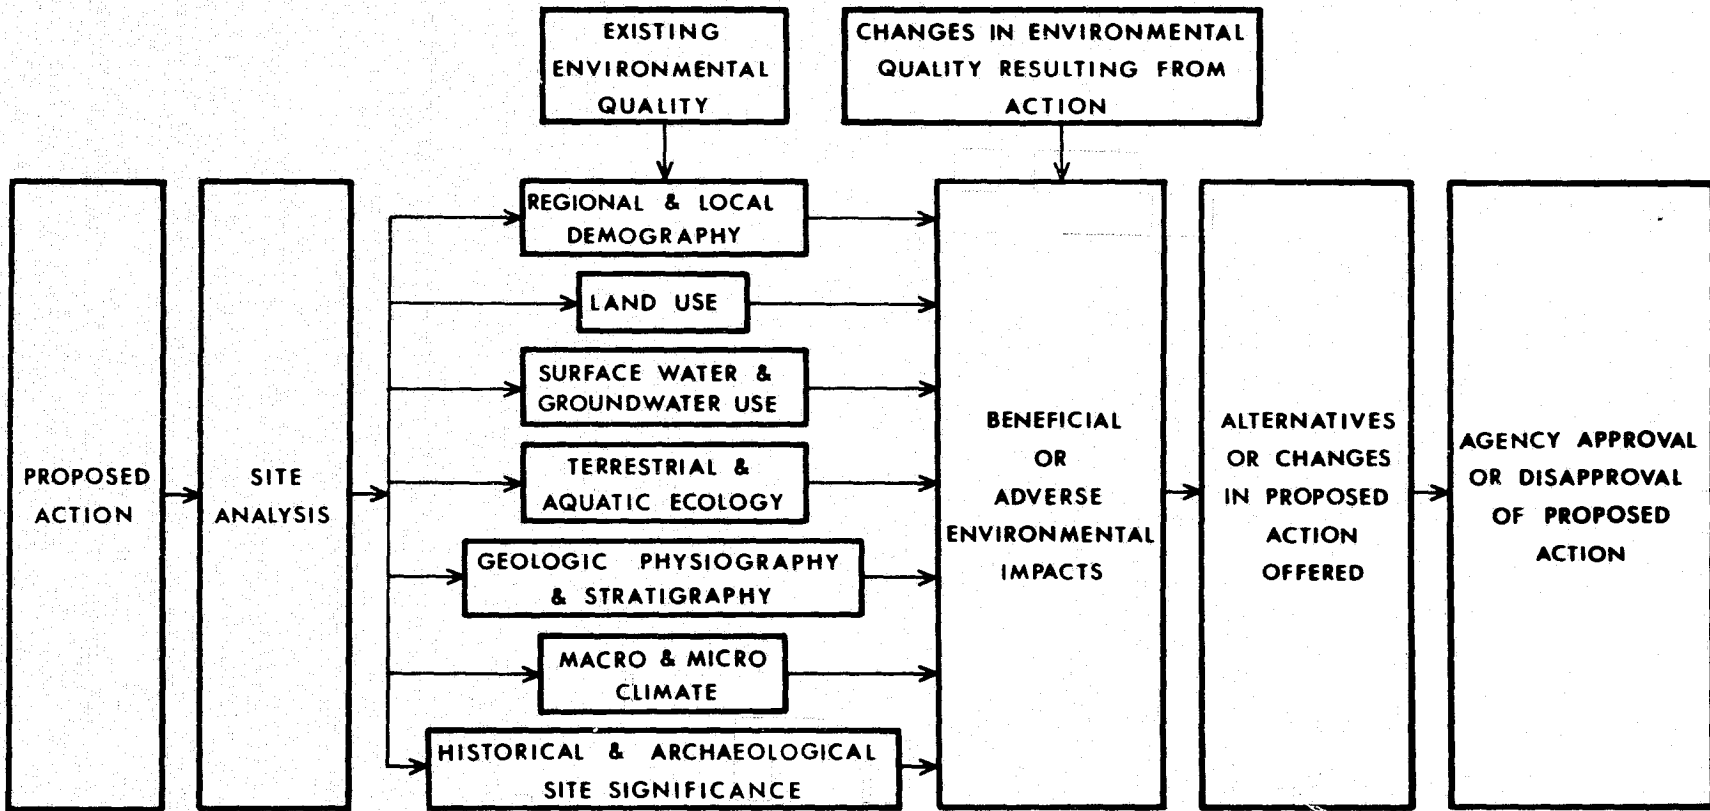 EXISTING
ENVIRONMENTAL
QUALITY
CHANGES IN ENVIRONMENTAL
QUALITY RESULTING FROM
ACTION
PROPOSED
ACTION
SITE
ANALYSIS
REGIONAL & LOCAL
DEMOGRAPHY
LAND USE
SURFACE WATER &
GROUNDWATER USE
TERRESTRIAL &
AQUATIC ECOLOGY
GEOLOGIC PHYSIOGRAPHY
& STRATIGRAPHY
MACRO & MICRO
CLIMATE
HISTORICAL & ARCHAEOLOGICAL
SITE SIGNIFICANCE
BENEFICIAL
OR
ADVERSE
ENVIRONMENTAL
IMPACTS
ALTERNATIVES
OR CHANGES
IN PROPOSED
ACTION
OFFERED
AGENCY APPROVAL
OR DISAPPROVAL
OF PROPOSED
ACTION